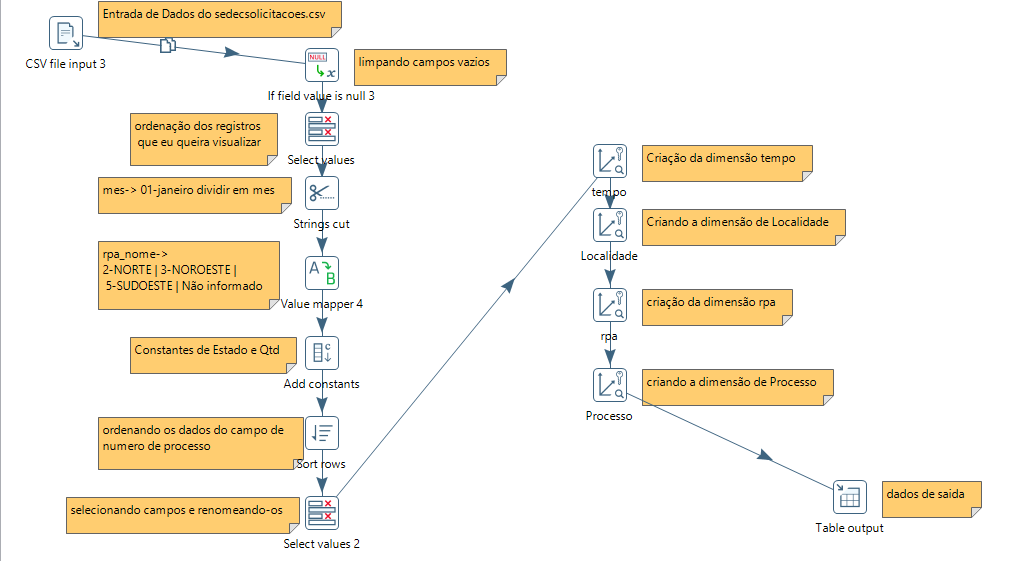 Entrada de Dados do sedecsolicitacoes.csv
CSV file input 3
NULL
x
limpando campos vazios
If field value is null 3
ordenação dos registros
que eu queira visualizar
Select values
mes-> 01-janeiro dividir em mes
Strings cut
rpa_nome->
2-NORTE | 3-NOROESTE |
5-SUDOESTE | Não informado
A
B
Value mapper 4
Constantes de Estado e Qtd
C
Add constants
ordenando os dados do campo de
numero de processo
Sort rows
selecionando campos e renomeando-os
Select values 2
Criação da dimensão tempo
tempo
Criando a dimensão de Localidade
Localidade
criação da dimensão rpa
rpa
criando a dimensão de Processo
Processo
dados de saida
Table output